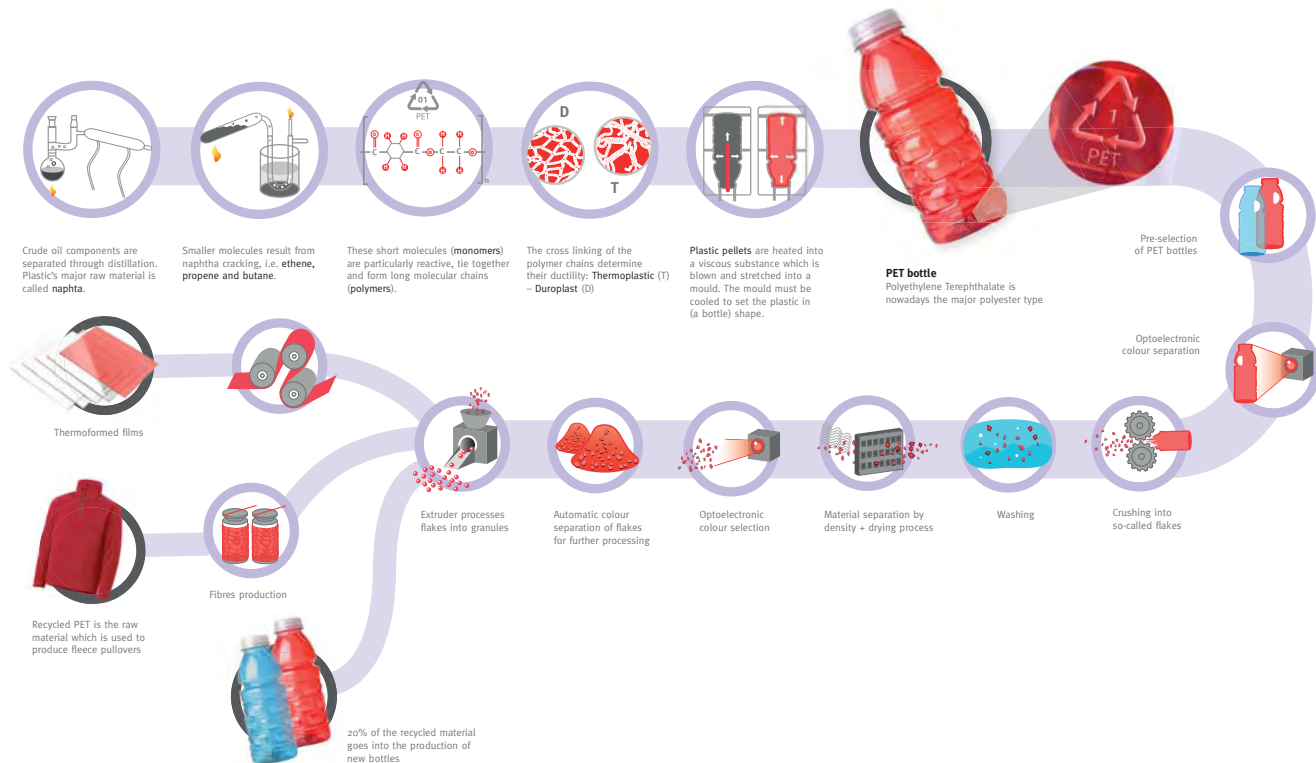 01
PET
C
O
H
H
H
H
C
O
O
H
C
H
H
C
H
O
n
D
T
1
PET
Crude oil components are
separated through distillation.
Plastic's major raw material is
called naphta.
Smaller molecules result from
naphtha cracking, i.e. ethene,
propene and butane.
These short molecules (monomers)
are particularly reactive, tie together
and form long molecular chains
(polymers).
The cross linking of the
polymer chains determine
their ductility: Thermoplastic (T)
– Duroplast (D)
Plastic pellets are heated into
a viscous substance which is
blown and stretched into a
mould. The mould must be
cooled to set the plastic in
(a bottle) shape.
PET bottle
Polyethylene Terephthalate is
nowadays the major polyester type
Pre-selection
of PET bottles
Optoelectronic
colour separation
Crushing into
so-called flakes
Washing
Material separation by
density + drying process
Optoelectronic
colour selection
Automatic colour
separation of flakes
for further processing
Extruder processes
flakes into granules
Thermoformed films
Fibres production
Recycled PET is the raw
material which is used to
produce fleece pullovers
20% of the recycled material
goes into the production of
new bottles